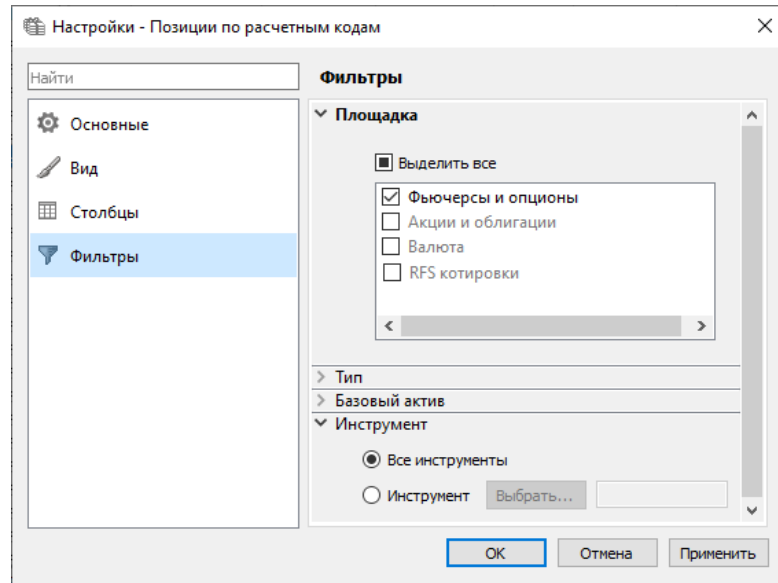 Настройки - Позиции по расчетным кодам
Найти
Основные
Вид
Столбцы
Фильтры
Фильтры
Площадка
Выделить все
Фьючерсы и опционы
Акции и облигации
Валюта
RFS котировки
Тип
Базовый актив
Инструмент
Все инструменты
Инструмент Выбрать...
OK Отмена Применить